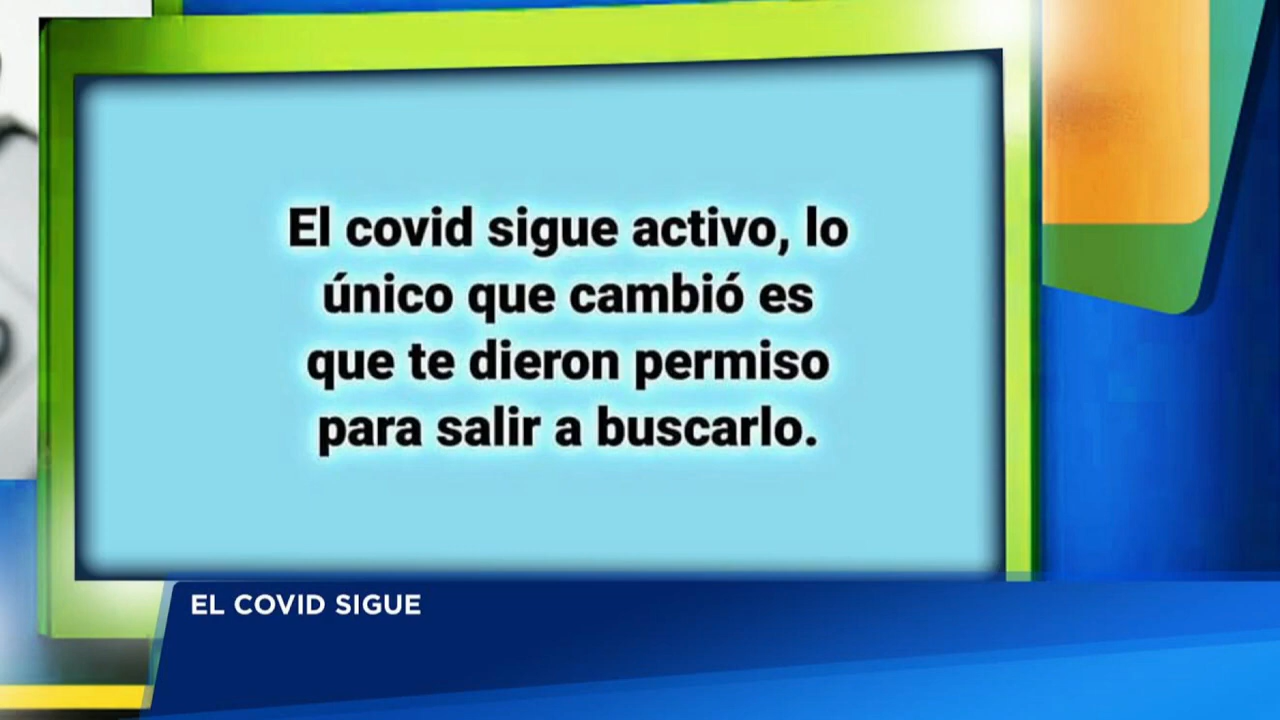 El covid sigue activo, lo
único que cambió es
que te dieron permiso
para salir a buscarlo.
EL COVID SIGUE